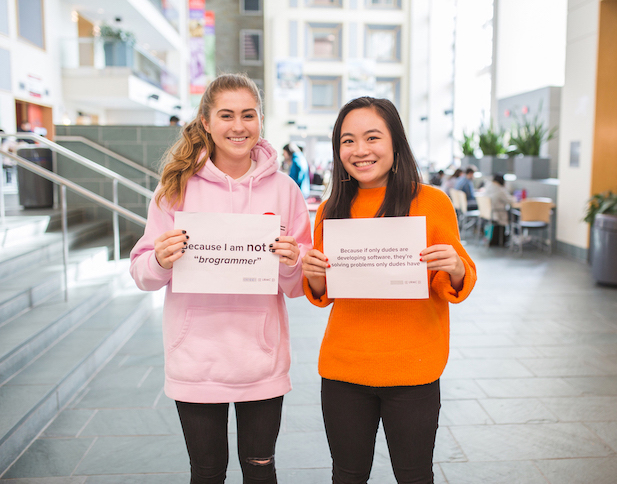 Because I am not
"brogrammer"
Because if only dudes are
developing software, they're
solving problems only dudes have